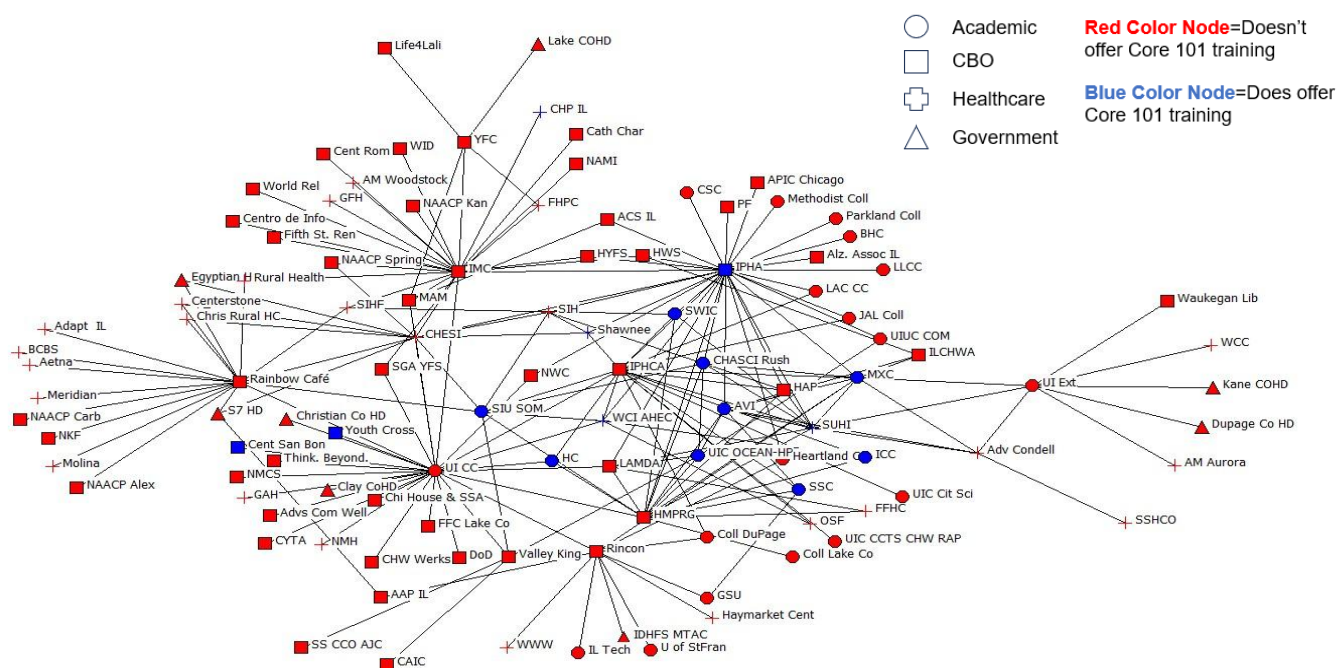 Academic
CBO
Healthcare
Government
Red Color Node=Doesn't
offer Core 101 training
Blue Color Node=Does offer
Core 101 training
Life4Lali
Lake COHD
CHP IL
Cath Char
YFC
WID
Cent Rom
NAMI
AM Woodstock
World Rel
GFH
NAACP Kan
FHPC
Centro de Info
Fifth St. Ren
ACS IL
CSC
APIC Chicago
PF
Methodist Coll
Parkland Coll
BHC
NAACP Spring
IMC
HYFS
HWS
IPHA
Alz. Assoc IL
LLCC
Egyptian H
Rural Health
LAC CC
Centerstone
SIHF
MAM
SIH
SWIC
JAL Coll
Waukegan Lib
Chris Rural HC
Adapt IL
CHESI
Shawnee
UIUC COM
WCC
BCBS
Aetna
ILCHWA
SGA YFS
NWC
IPHCA
CHASCI Rush
MXC
Rainbow Café
HAP
UI Ext
Kane COHD
Meridian
NAACP Carb
S7 HD
Christian Co HD
SIU SOM
WCI AHEC
AVI
SUHI
Dupage Co HD
NKF
Youth Cross
Cent San Bon
Think. Beyond.
HC
LAMDA
UIC OCEAN-HP
Heartland
ICC
Adv Condell
AM Aurora
Molina
NMCS
UI CC
NAACP Alex
GAH
Clay CoHD
Chi House & SSA
SSC
UIC Cit Sci
Advs Com Well
FFC Lake Co
HMPRG
FFHC
OSF
SSHCO
CYTA
NMH
Coll DuPage
UIC CCTS CHW RAP
CHW Werks
DoD
Valley King
Rincon
Coll Lake Co
AAP IL
GSU
Haymarket Cent
SS CCO AJC
WWW
IDHFS MTAC
IL Tech
U of StFran
CAIC